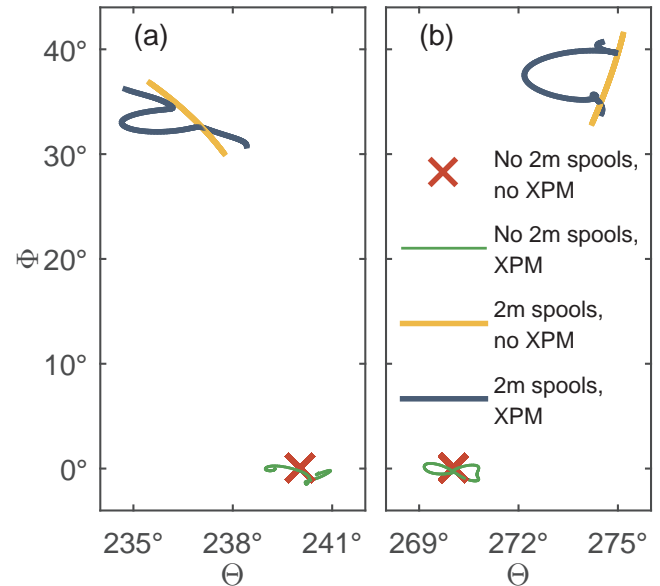 (a)
(b)
40°
30°
20°
10°
0°
Φ
No 2m spools,
no XPM
No 2m spools,
XPM
2m spools,
no XPM
2m spools,
XPM
235°
238°
241°
269°
272°
275°
Θ
Θ